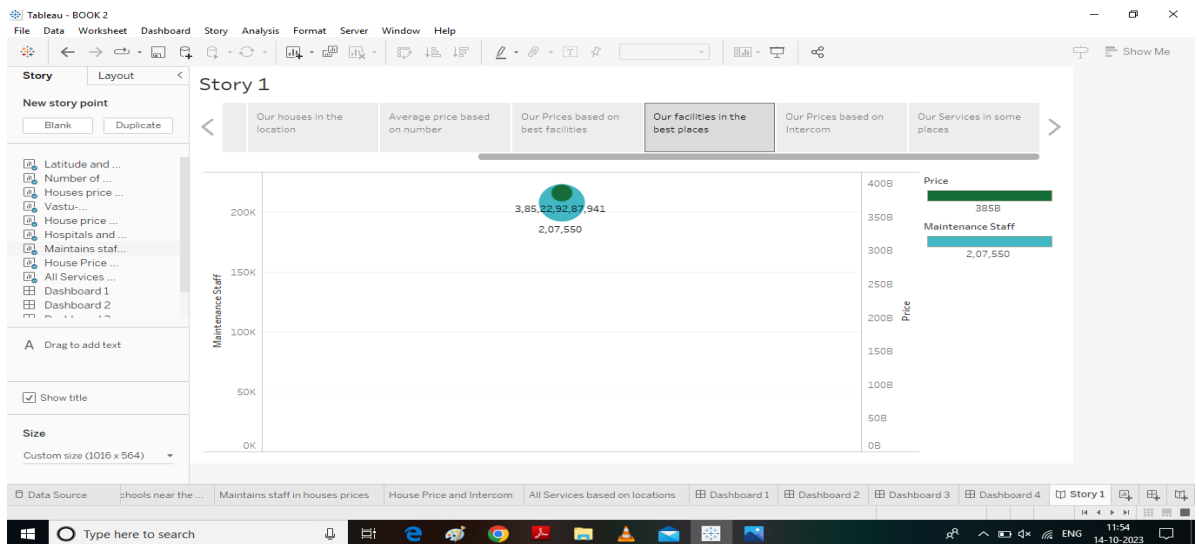 Tableau - BOOK 2
File Data Worksheet Dashboard Story Analysis Format Server Window Help
Show Me
Story Layout
New story point
Blank Duplicate
Latitude and ...
Number of ...
Houses price ...
Vastu-...
House price ...
Hospitals and ...
Maintains staf...
House Price ...
All Services ...
Dashboard 1
Dashboard 2
A Drag to add text
Show title
Size
Custom size (1016 x 564)
Story 1
Our houses in the
location
Average price based
on number
Our Prices based on
best facilities
Our facilities in the
best places
Our Prices based on
Intercom
Our Services in some
places
Maintenance Staff
200K
150K
100K
50K
0K
3,85,22,92,87,941
2,07,550
400B
350B
300B
250B
200B
150B
100B
50B
0B
Price
Price
385B
Maintenance Staff
2,07,550
Data Source chools near the ... Maintains staff in houses prices House Price and Intercom All Services based on locations Dashboard 1 Dashboard 2 Dashboard 3 Dashboard 4 Story 1
Type here to search
ENG
11:54
14-10-2023